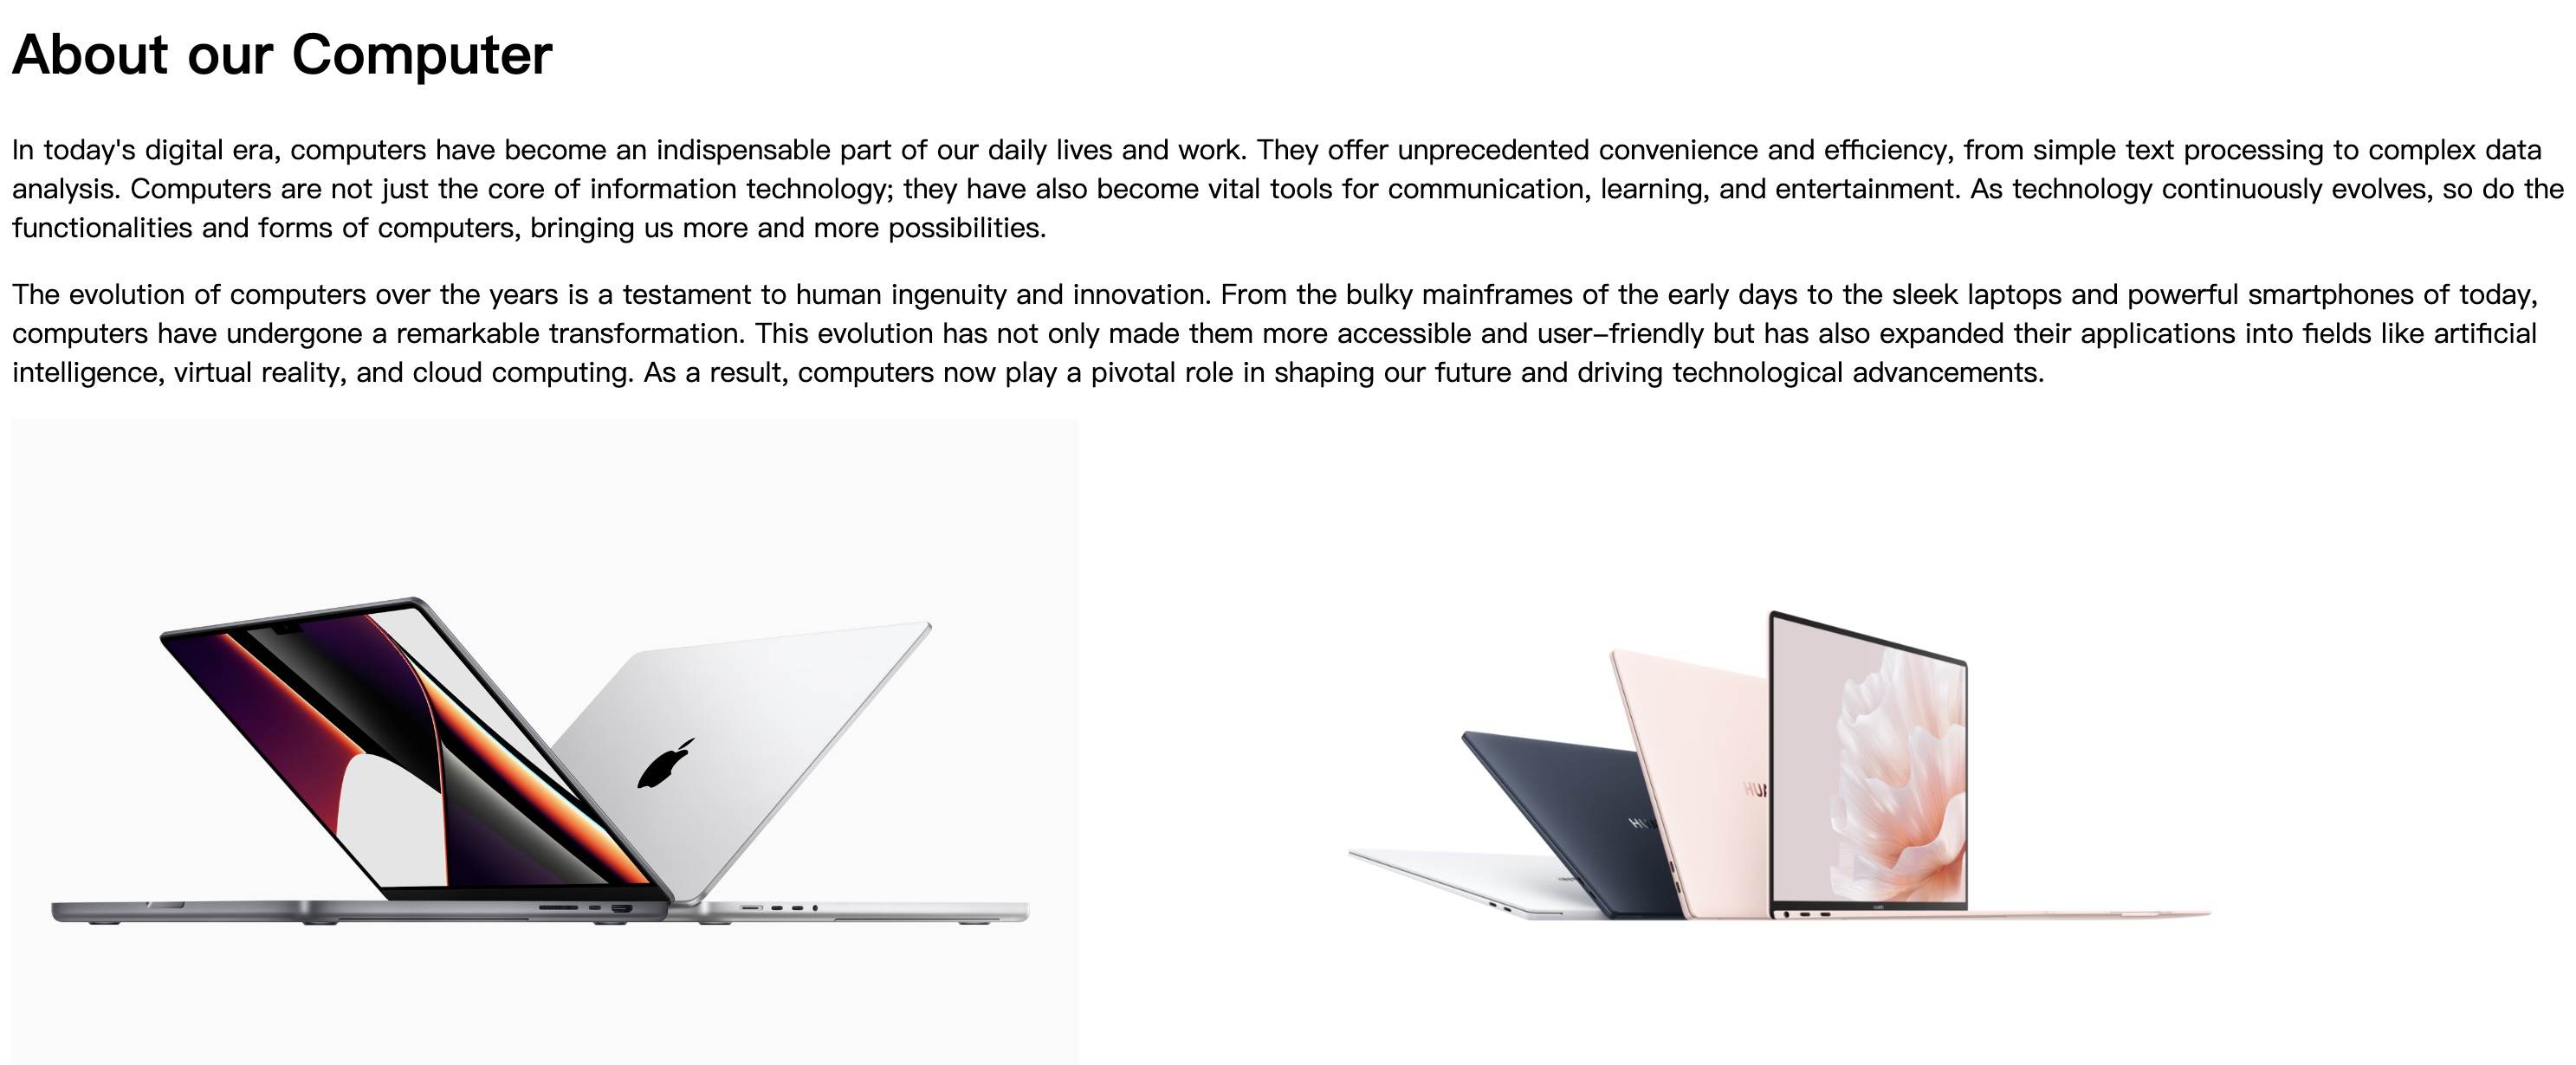 About our Computer
In today's digital era, computers have become an indispensable part of our daily lives and work. They offer unprecedented convenience and efficiency, from simple text processing to complex data
analysis. Computers are not just the core of information technology; they have also become vital tools for communication, learning, and entertainment. As technology continuously evolves, so do the
functionalities and forms of computers, bringing us more and more possibilities.
The evolution of computers over the years is a testament to human ingenuity and innovation. From the bulky mainframes of the early days to the sleek laptops and powerful smartphones of today,
computers have undergone a remarkable transformation. This evolution has not only made them more accessible and user–friendly but has also expanded their applications into fields like artificial
intelligence, virtual reality, and cloud computing. As a result, computers now play a pivotal role in shaping our future and driving technological advancements.